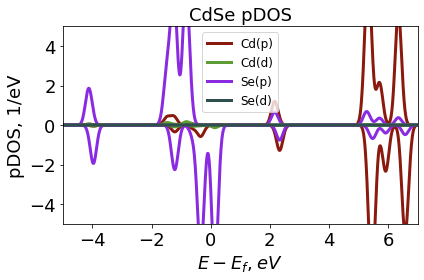 CdSe pDOS
pDOS, 1/eV
4
2
0
−2
−4
Cd(p)
Cd(d)
Se(p)
Se(d)
−4 −2 0 2 4 6
E − E_f, eV